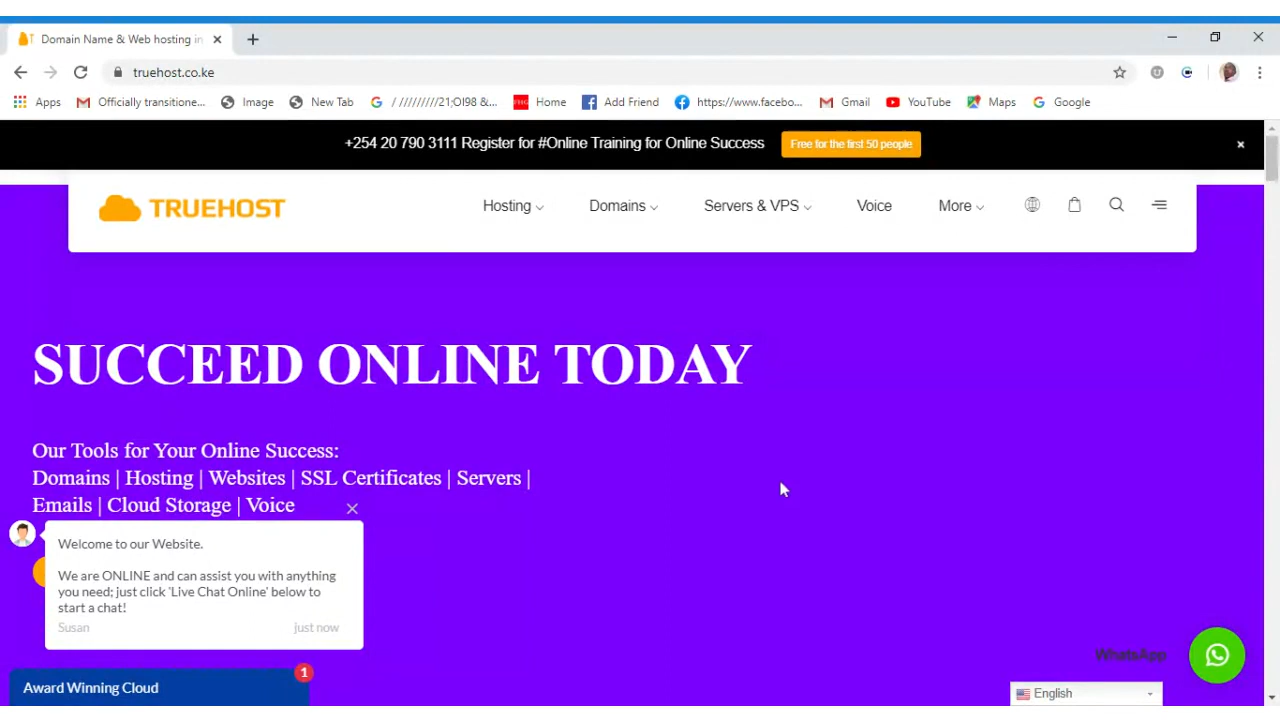 Domain Name & Web hosting in
truehost.co.ke
Apps
Officially transitione...
Image
New Tab
/ /////////21;OI98 &...
Home
Add Friend
https://www.facebo...
Gmail
YouTube
Maps
Google
+254 20 790 3111 Register for #Online Training for Online Success
Free for the first 50 people
TRUEHOST
Hosting
Domains
Servers & VPS
Voice
More
SUCCEED ONLINE TODAY
Our Tools for Your Online Success:
Domains | Hosting | Websites | SSL Certificates | Servers |
Emails | Cloud Storage | Voice
Welcome to our Website.
We are ONLINE and can assist you with anything
you need; just click 'Live Chat Online' below to
start a chat!
Susan
just now
1
Award Winning Cloud
WhatsApp
English